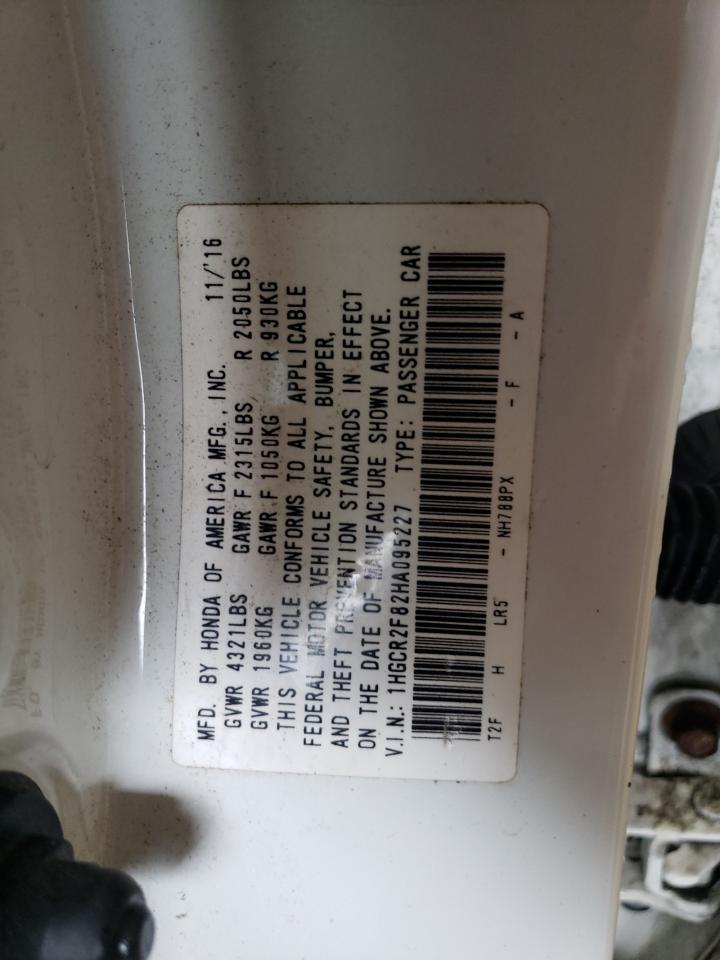 MFD. BY HONDA OF AMERICA MFG., INC. 11/'16
GVWR 4321LBS GAWR F 2315LBS R 2050LBS
GVWR 1960KG GAWR F 1050KG R 930KG
THIS VEHICLE CONFORMS TO ALL APPLICABLE
FEDERAL MOTOR VEHICLE SAFETY, BUMPER,
AND THEFT PREVENTION STANDARDS IN EFFECT
ON THE DATE OF MANUFACTURE SHOWN ABOVE.
V.I.N.: 1HGCR2F82HA095227 TYPE: PASSENGER CAR
T2F H LR5 - NH788PX - F - A